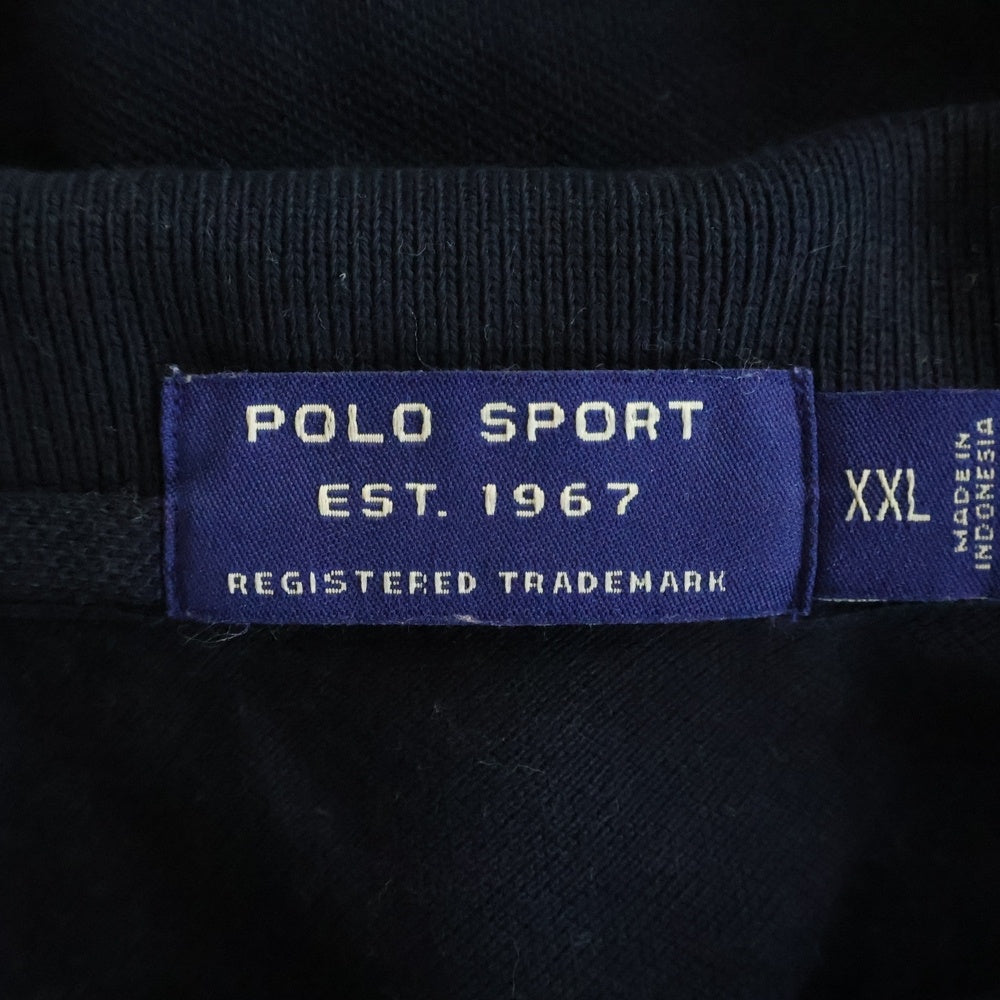 POLO SPORT
EST. 1967
REGISTERED TRADEMARK
XXL
MADE IN
INDONESIA